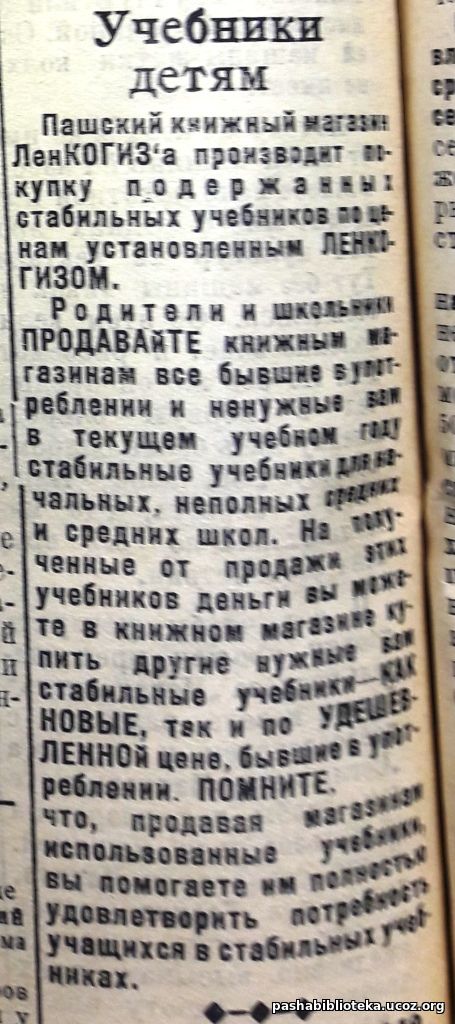 Учебники
детям
Пашский книжный магазин
ЛенКОГИЗ'а производит по-
купку подержанных
стабильных учебников по це-
нам установленным ЛЕНКО-
ГИЗОМ.
Родители и школьники
ПРОДАВАЙТЕ книжным ма-
газинам все бывшие в упот-
реблении и ненужные вам
в текущем учебном году
стабильные учебники для на-
чальных, неполных средних
и средних школ. На полу-
ченные от продажи этих
учебников деньги вы може-
те в книжном магазине ку-
пить другие нужные вам
стабильные учебники—КАК
НОВЫЕ, так и по УДЕШЕВ-
ЛЕННОЙ цене, бывшие в упот-
реблении. ПОМНИТЕ,
что, продавая магазинам
использованные учебники,
вы помогаете им полностью
удовлетворить потребность
учащихся в стабильных учеб-
никах.
pashabiblioteka.ucoz.org